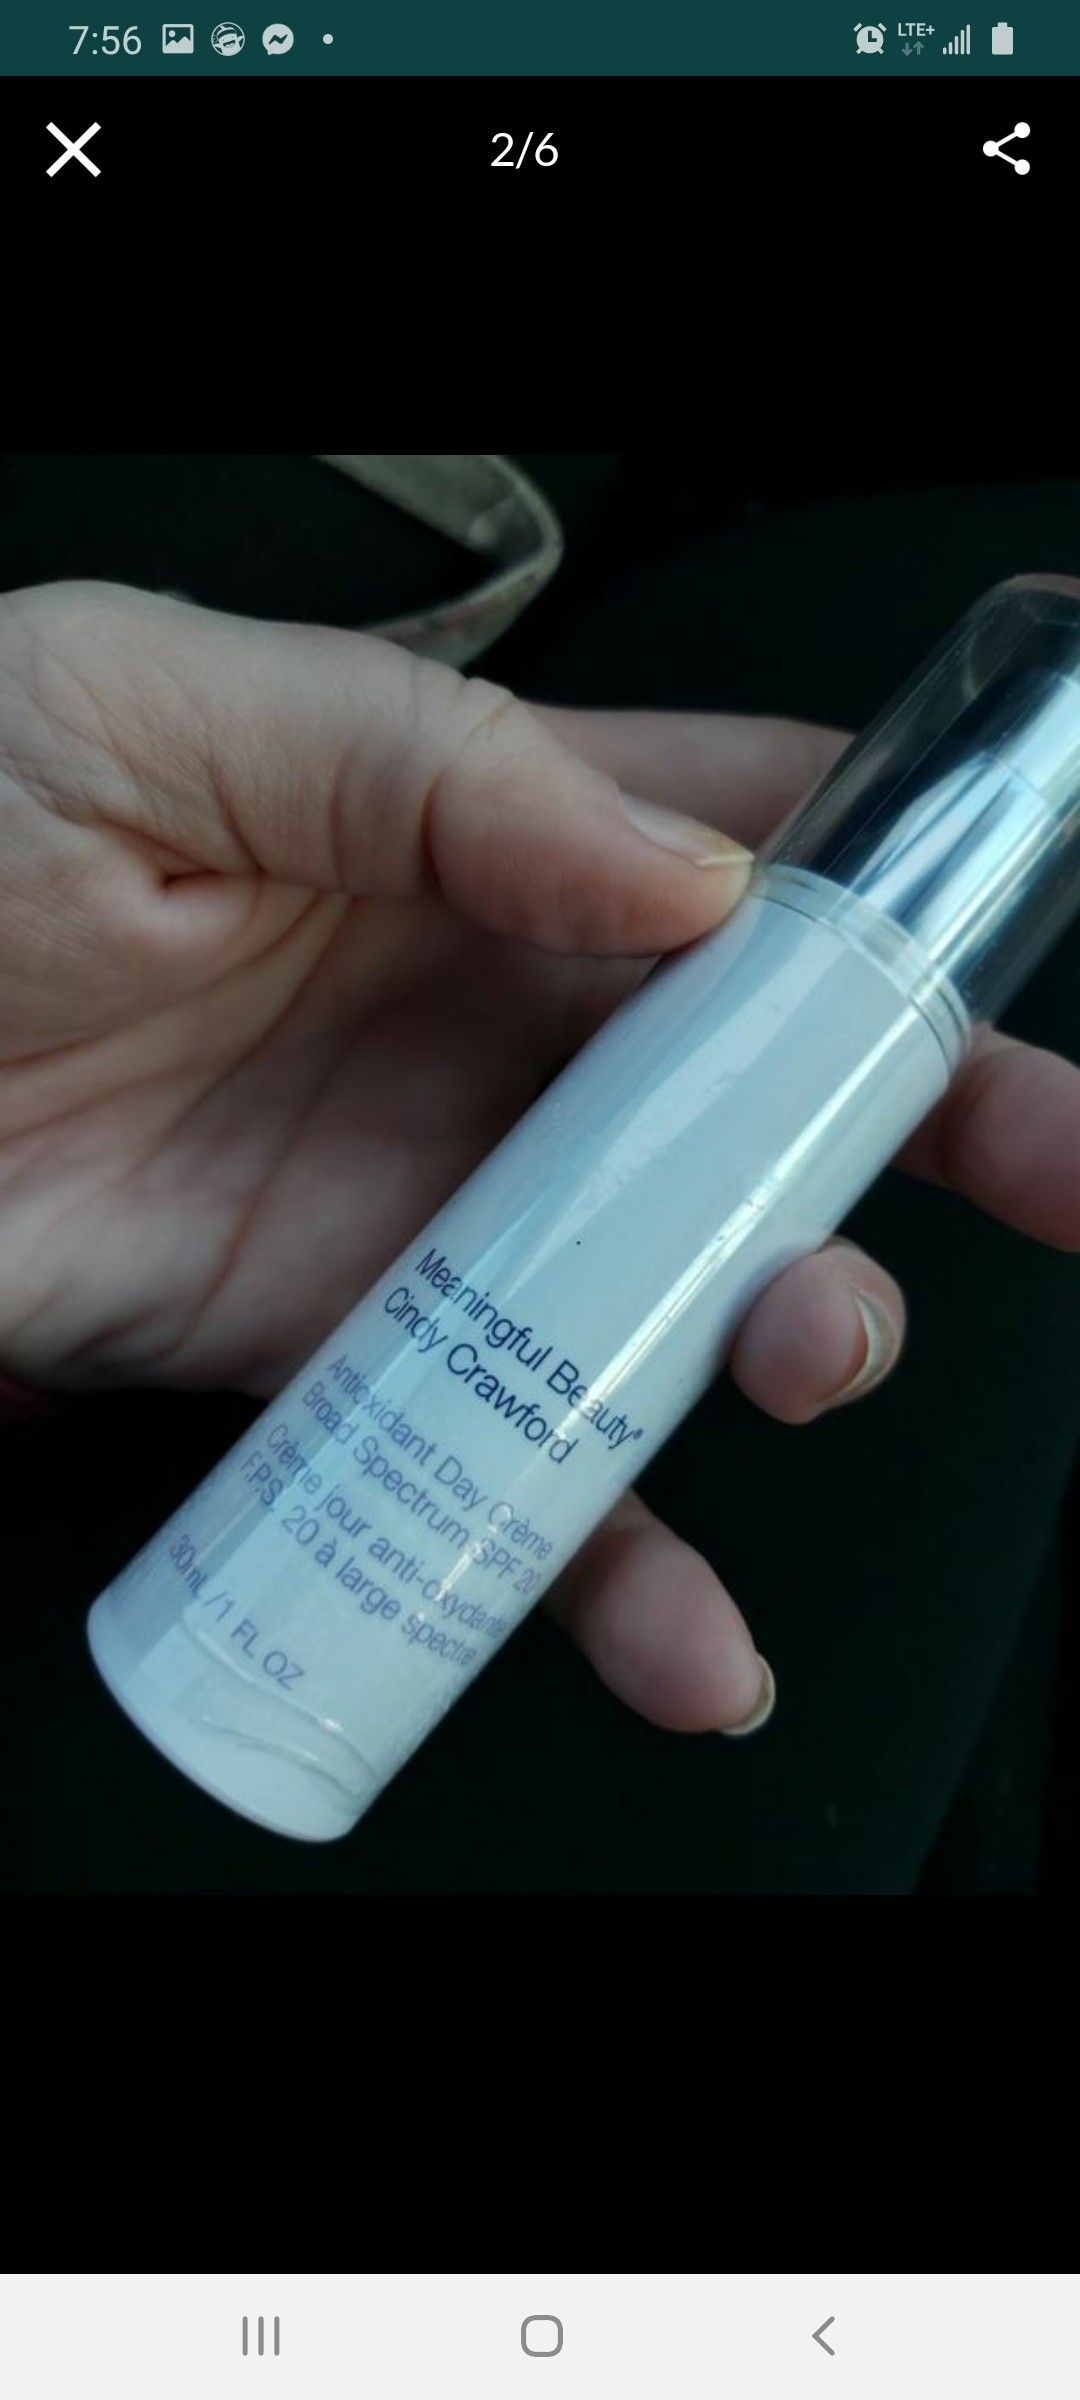 7:56
LTE+
2/6
Meaningful Beauty®
Cindy Crawford
Antioxidant Day Crème
Broad Spectrum SPF 20
Crème jour anti-oxydante
F.P.S. 20 à large spectre
30mL/1 FL OZ